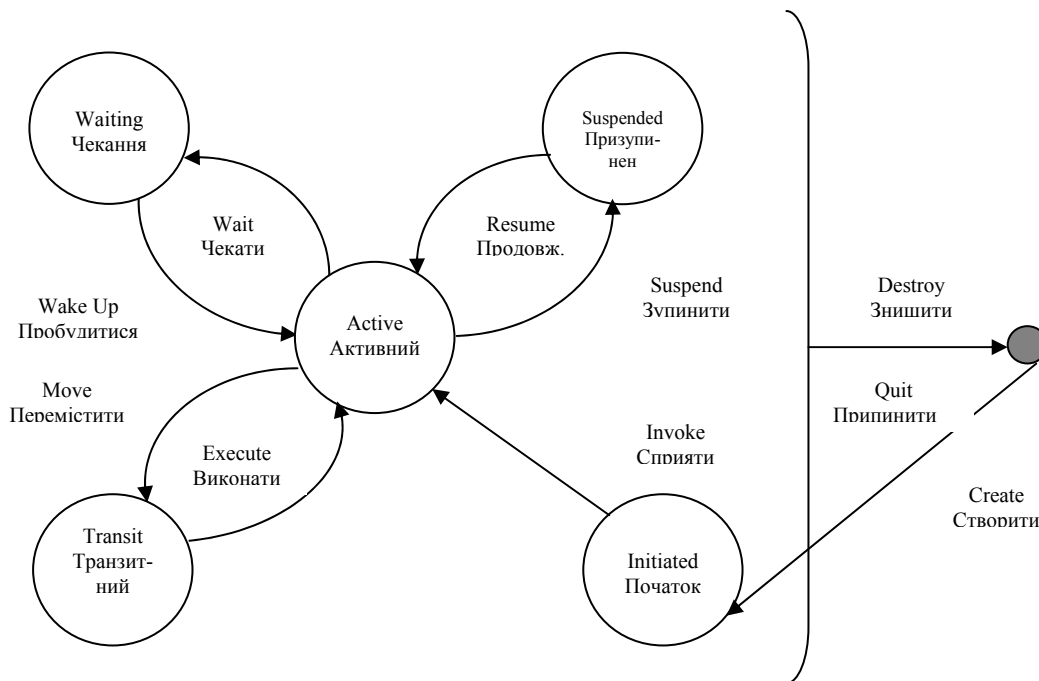 Waiting
Чекання
Suspended
Призупи-
нен
Wait
Чекати
Resume
Продовж.
Wake Up
Пробудитися
Suspend
Зупинити
Destroy
Знишити
Active
Активний
Move
Перемістити
Quit
Припинити
Execute
Виконати
Invoke
Сприяти
Create
Створити
Transit
Транзит-
ний
Initiated
Початок